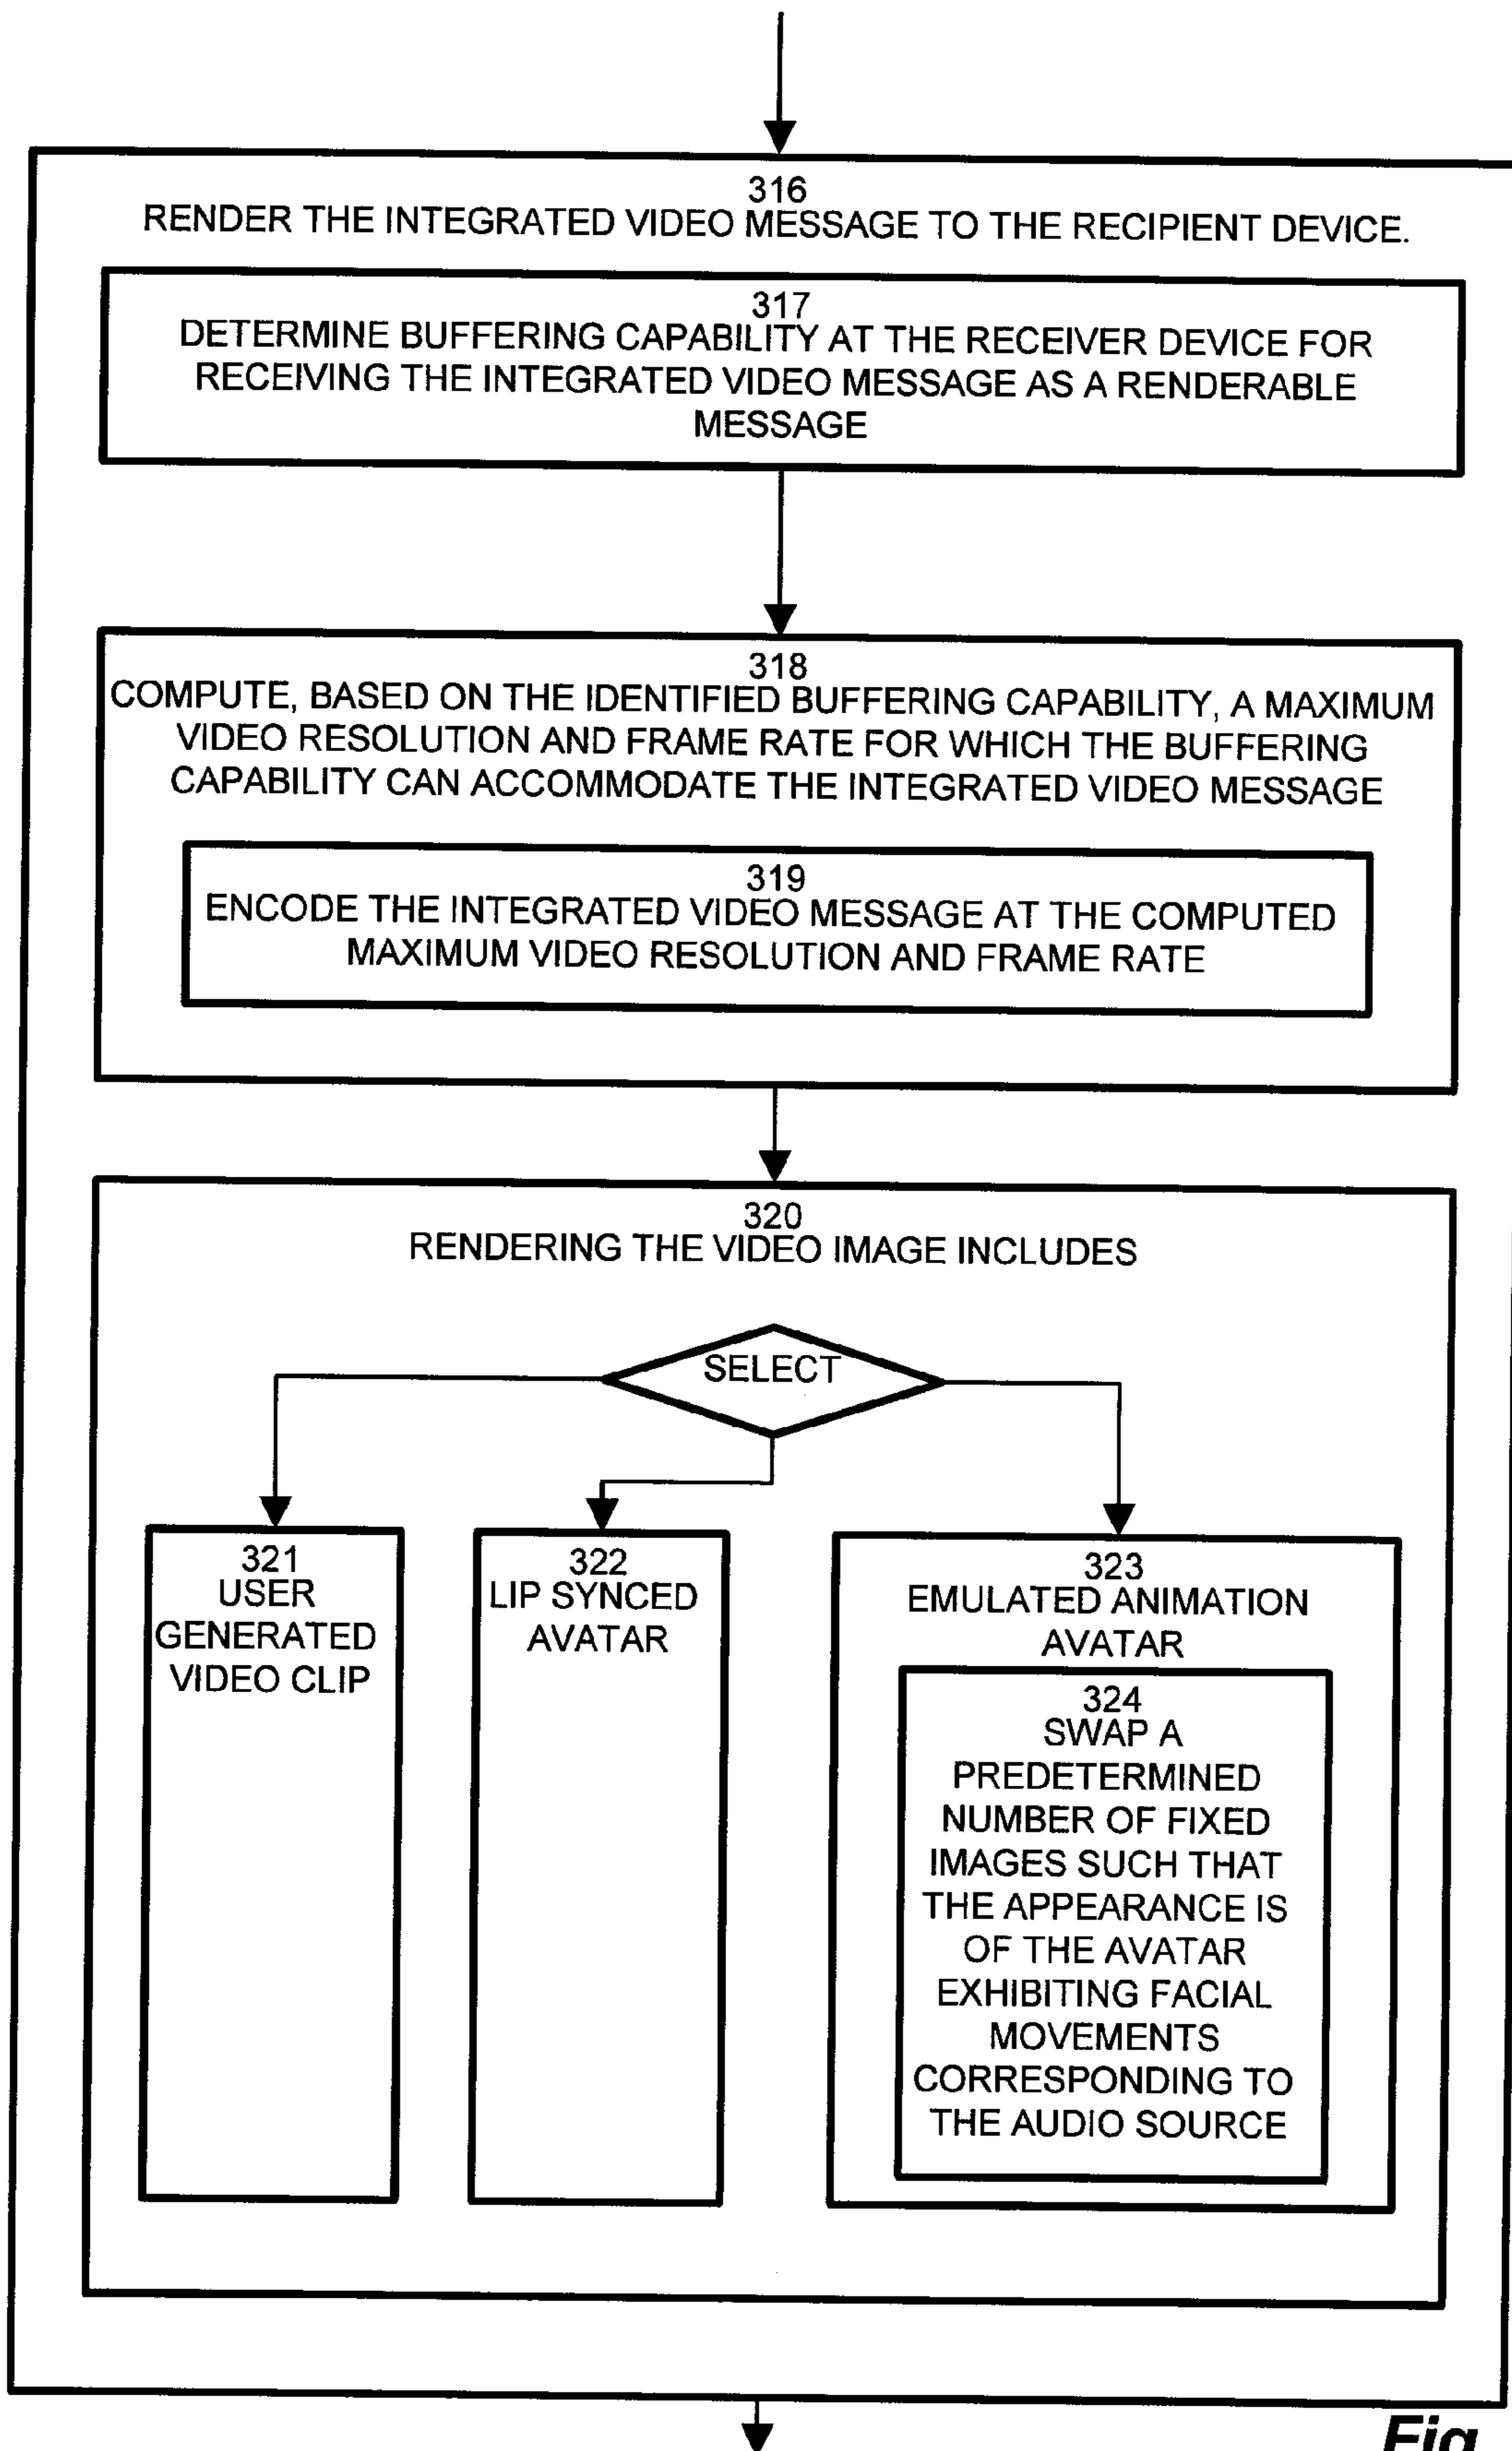 316
RENDER THE INTEGRATED VIDEO MESSAGE TO THE RECIPIENT DEVICE.
317
DETERMINE BUFFERING CAPABILITY AT THE RECEIVER DEVICE FOR
RECEIVING THE INTEGRATED VIDEO MESSAGE AS A RENDERABLE
MESSAGE
318
COMPUTE, BASED ON THE IDENTIFIED BUFFERING CAPABILITY, A MAXIMUM
VIDEO RESOLUTION AND FRAME RATE FOR WHICH THE BUFFERING
CAPABILITY CAN ACCOMMODATE THE INTEGRATED VIDEO MESSAGE
319
ENCODE THE INTEGRATED VIDEO MESSAGE AT THE COMPUTED
MAXIMUM VIDEO RESOLUTION AND FRAME RATE
320
RENDERING THE VIDEO IMAGE INCLUDES
SELECT
321
USER
GENERATED
VIDEO CLIP
322
LIP SYNCED
AVATAR
323
EMULATED ANIMATION
AVATAR
324
SWAP A
PREDETERMINED
NUMBER OF FIXED
IMAGES SUCH THAT
THE APPEARANCE IS
OF THE AVATAR
EXHIBITING FACIAL
MOVEMENTS
CORRESPONDING TO
THE AUDIO SOURCE
Fig